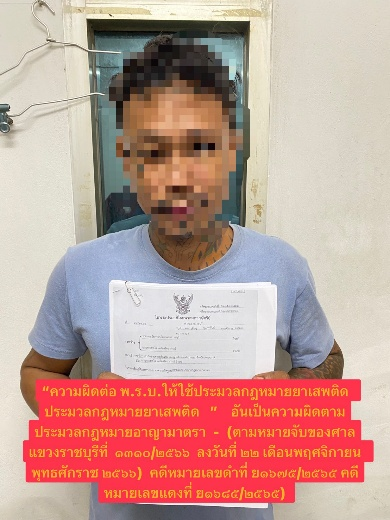 “ความผิดต่อ พ.ร.บ.ให้ใช้ประมวลกฎหมายยาเสพติด
ประมวลกฎหมายยาเสพติด ” อันเป็นความผิดตาม
ประมวลกฎหมายอาญามาตรา - (ตามหมายจับของศาล
แขวงราชบุรีที่ ๑๓๑๐/๒๕๖๖ ลงวันที่ ๒๒ เดือนพฤศจิกายน
พุทธศักราช ๒๕๖๖) คดีหมายเลขดำที่ ย๑๖๗๕/๒๕๖๕ คดี
หมายเลขแดงที่ ย๑๖๘๕/๒๕๖๕)